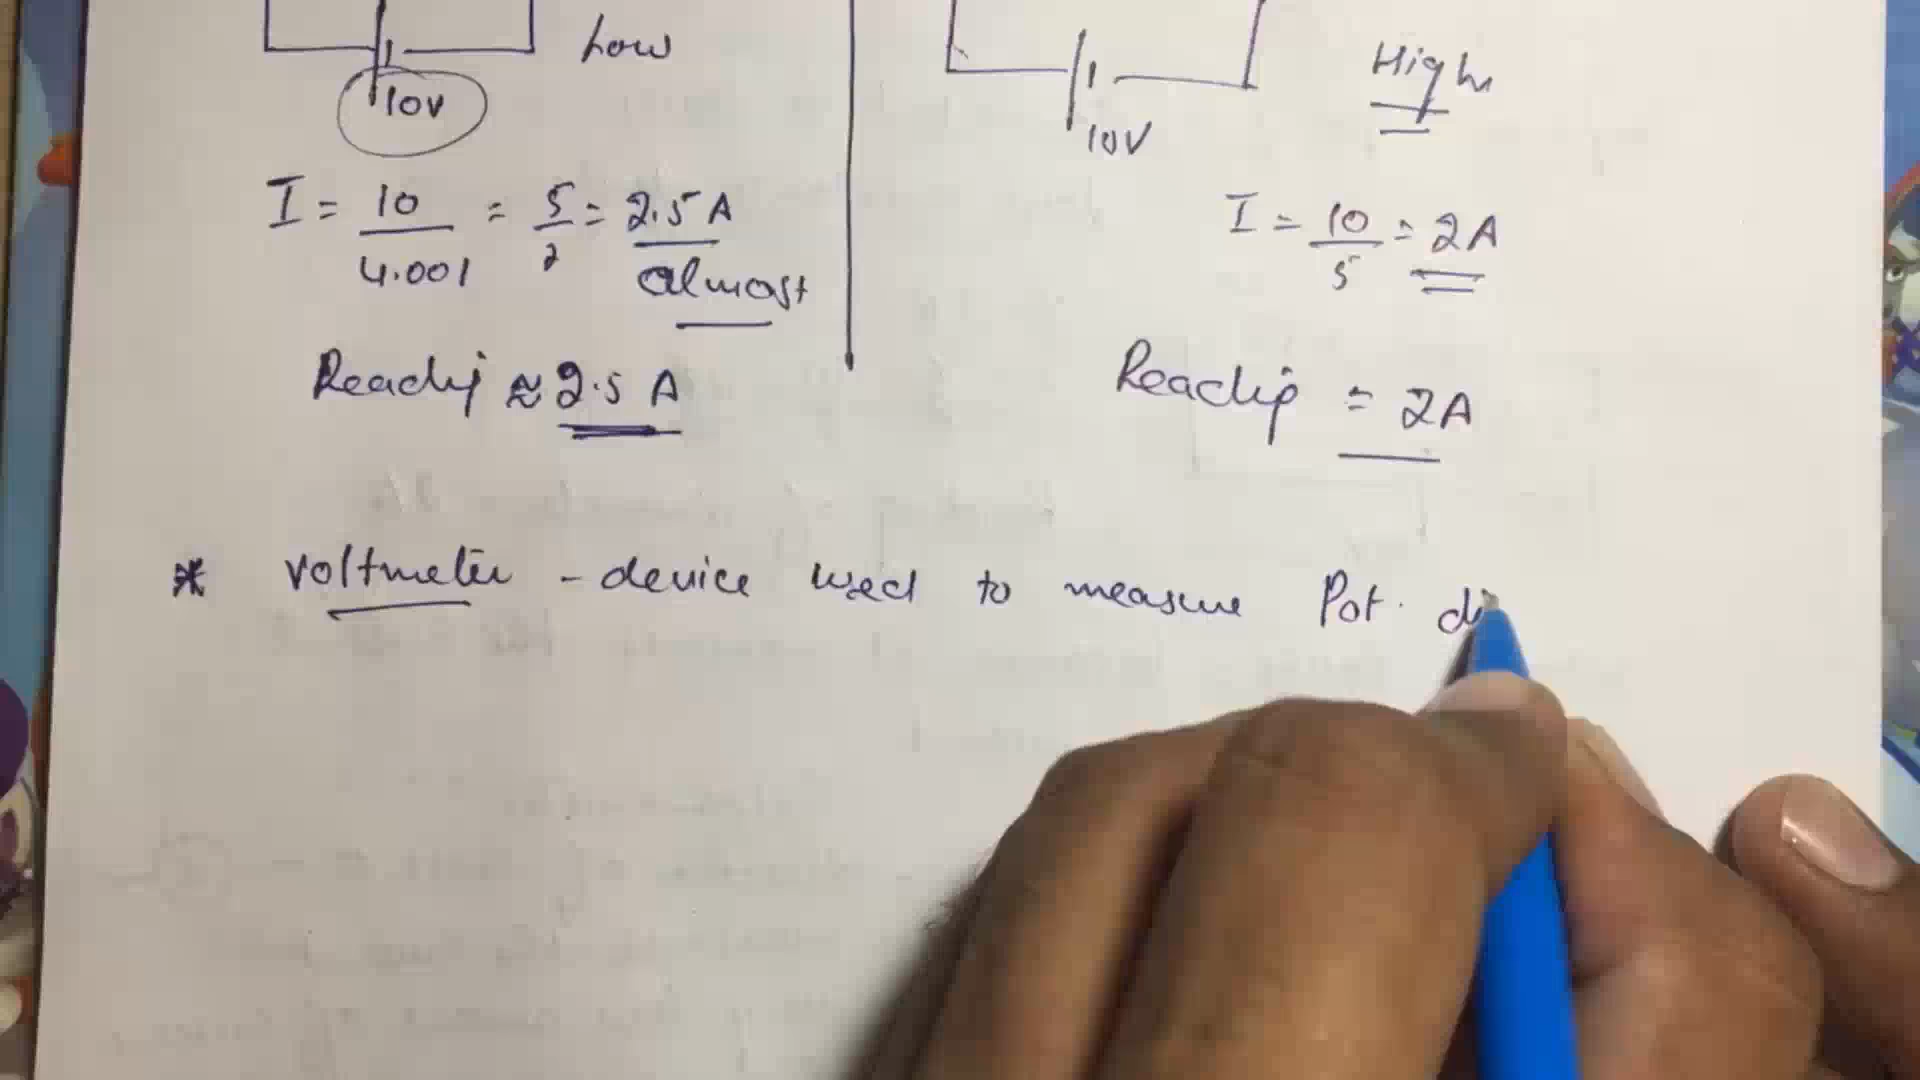 Low
10V
I = 10/4.001 = 5/2 = 2.5 A
almost
Reading ≈ 2.5 A
High
10V
I = 10/5 = 2A
Reading = 2A
* voltmeter - device used to measure Pot. di